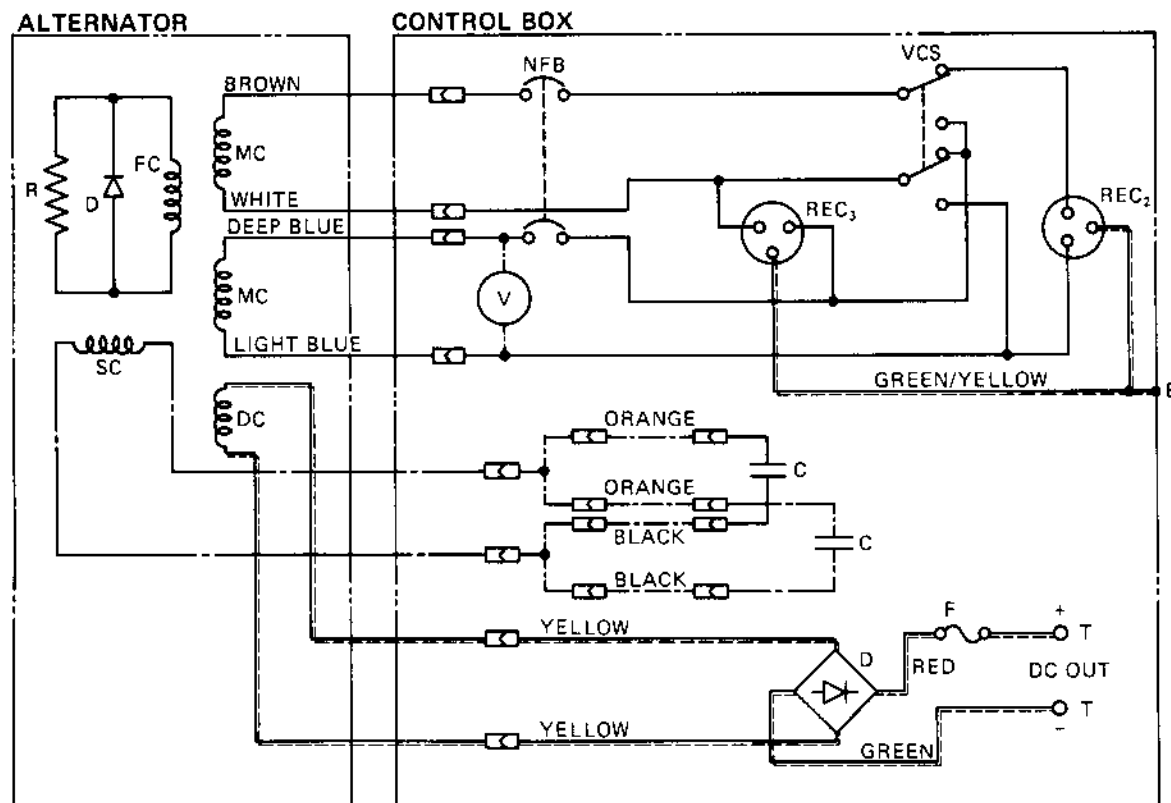 ALTERNATOR
CONTROL BOX
NFB
VCS
BROWN
MC
FC
R
D
WHITE
REC3
REC2
DEEP BLUE
MC
V
LIGHT BLUE
SC
GREEN/YELLOW
E
DC
ORANGE
C
ORANGE
BLACK
C
BLACK
YELLOW
F
+
T
D
RED
DC OUT
T
YELLOW
GREEN
−